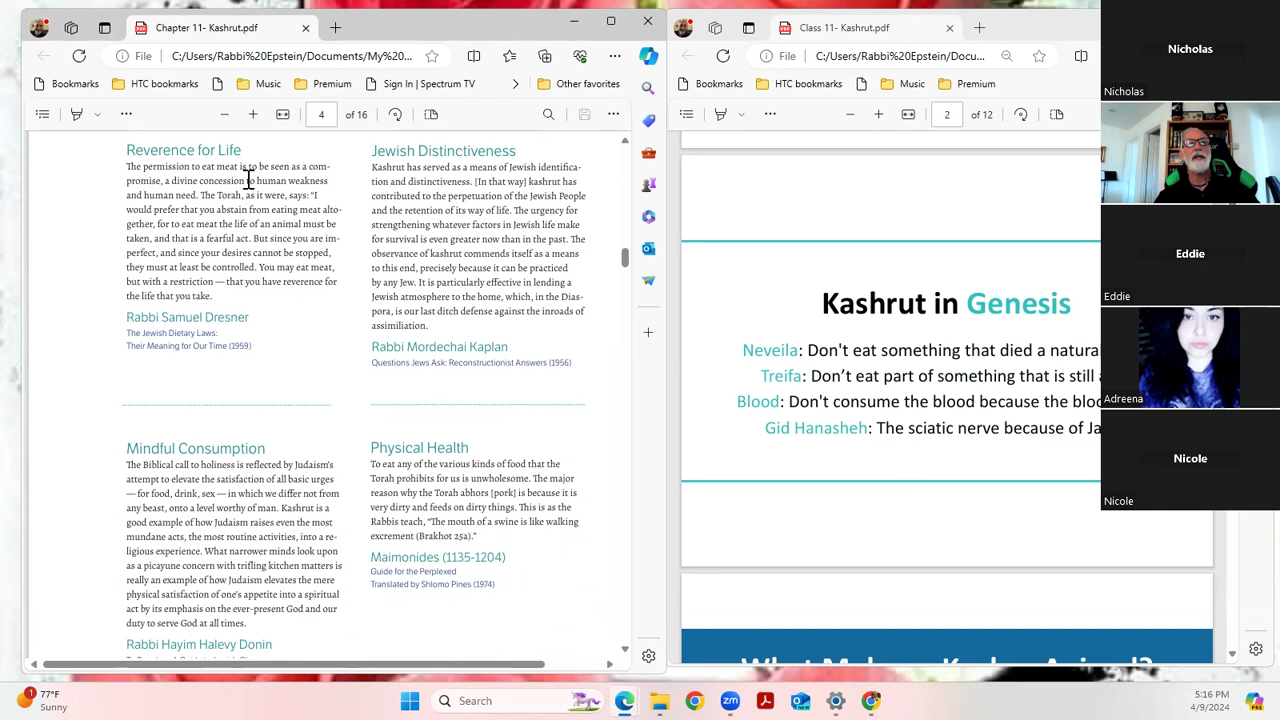 Chapter 11- Kashrut.pdf
File
C:/Users/Rabbi%20Epstein/Documents/My%20...
Bookmarks
HTC bookmarks
Music
Premium
Sign In | Spectrum TV
Other favorites
4 of 16
Reverence for Life
The permission to eat meat is to be seen as a com-
promise, a divine concession to human weakness
and human need. The Torah, as it were, says: “I
would prefer that you abstain from eating meat alto-
gether, for to eat meat the life of an animal must be
taken, and that is a fearful act. But since you are im-
perfect, and since your desires cannot be stopped,
they must at least be controlled. You may eat meat,
but with a restriction — that you have reverence for
the life that you take.
Rabbi Samuel Dresner
The Jewish Dietary Laws:
Their Meaning for Our Time (1959)
Jewish Distinctiveness
Kashrut has served as a means of Jewish identifica-
tion and distinctiveness. [In that way] kashrut has
contributed to the perpetuation of the Jewish People
and the retention of its way of life. The urgency for
strengthening whatever factors in Jewish life make
for survival is even greater now than in the past. The
observance of kashrut commends itself as a means
to this end, precisely because it can be practiced
by any Jew. It is particularly effective in lending a
Jewish atmosphere to the home, which, in the Dias-
pora, is our last ditch defense against the inroads of
assimiliation.
Rabbi Mordechai Kaplan
Questions Jews Ask: Reconstructionist Answers (1956)
Mindful Consumption
The Biblical call to holiness is reflected by Judaism's
attempt to elevate the satisfaction of all basic urges
— for food, drink, sex — in which we differ not from
any beast, onto a level worthy of man. Kashrut is a
good example of how Judaism raises even the most
mundane acts, the most routine activities, into a re-
ligious experience. What narrower minds look upon
as a picayune concern with trifling kitchen matters is
really an example of how Judaism elevates the mere
physical satisfaction of one's appetite into a spiritual
act by its emphasis on the ever-present God and our
duty to serve God at all times.
Rabbi Hayim Halevy Donin
Physical Health
To eat any of the various kinds of food that the
Torah prohibits for us is unwholesome. The major
reason why the Torah abhors [pork] is because it is
very dirty and feeds on dirty things. This is as the
Rabbis teach, “The mouth of a swine is like walking
excrement (Brakhot 25a).”
Maimonides (1135-1204)
Guide for the Perplexed
Translated by Shlomo Pines (1974)
Class 11- Kashrut.pdf
File
C:/Users/Rabbi%20Epstein/Docu...
Bookmarks
HTC bookmarks
Music
Premium
2 of 12
Kashrut in Genesis
Neveila: Don't eat something that died a natura
Treifa: Don’t eat part of something that is still a
Blood: Don't consume the blood because the bloo
Gid Hanasheh: The sciatic nerve because of Ja
What Makes a Kosher Animal?
Nicholas
Nicholas
Eddie
Eddie
Adreena
Nicole
Nicole
1
77°F
Sunny
Search
5:16 PM
4/9/2024